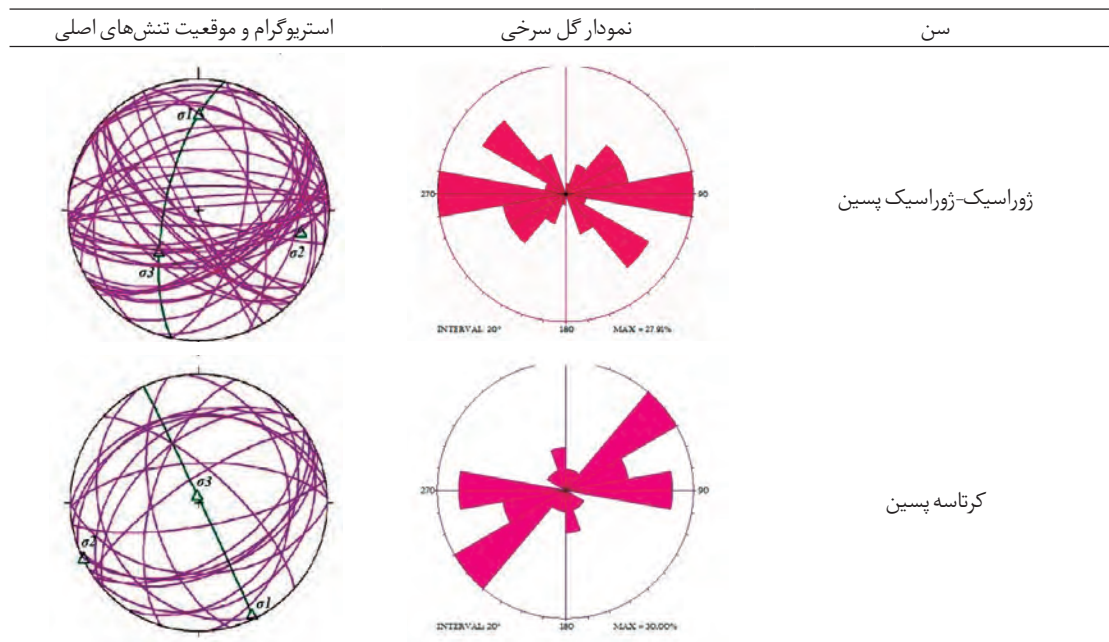 سن	نمودار گل سرخی	استریوگرام و موقعیت تنش‌های اصلی
ژوراسیک-ژوراسیک پسین
σ1
σ2
σ3
270
90
180
INTERVAL: 20°
MAX = 27.91%
کرتاسه پسین
σ3
σ2
σ1
270
90
180
INTERVAL: 20°
MAX = 30.00%